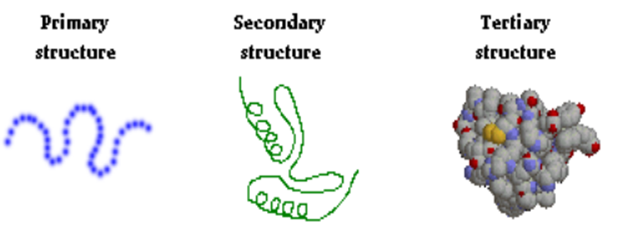 Primary
structure
Secondary
structure
Tertiary
structure